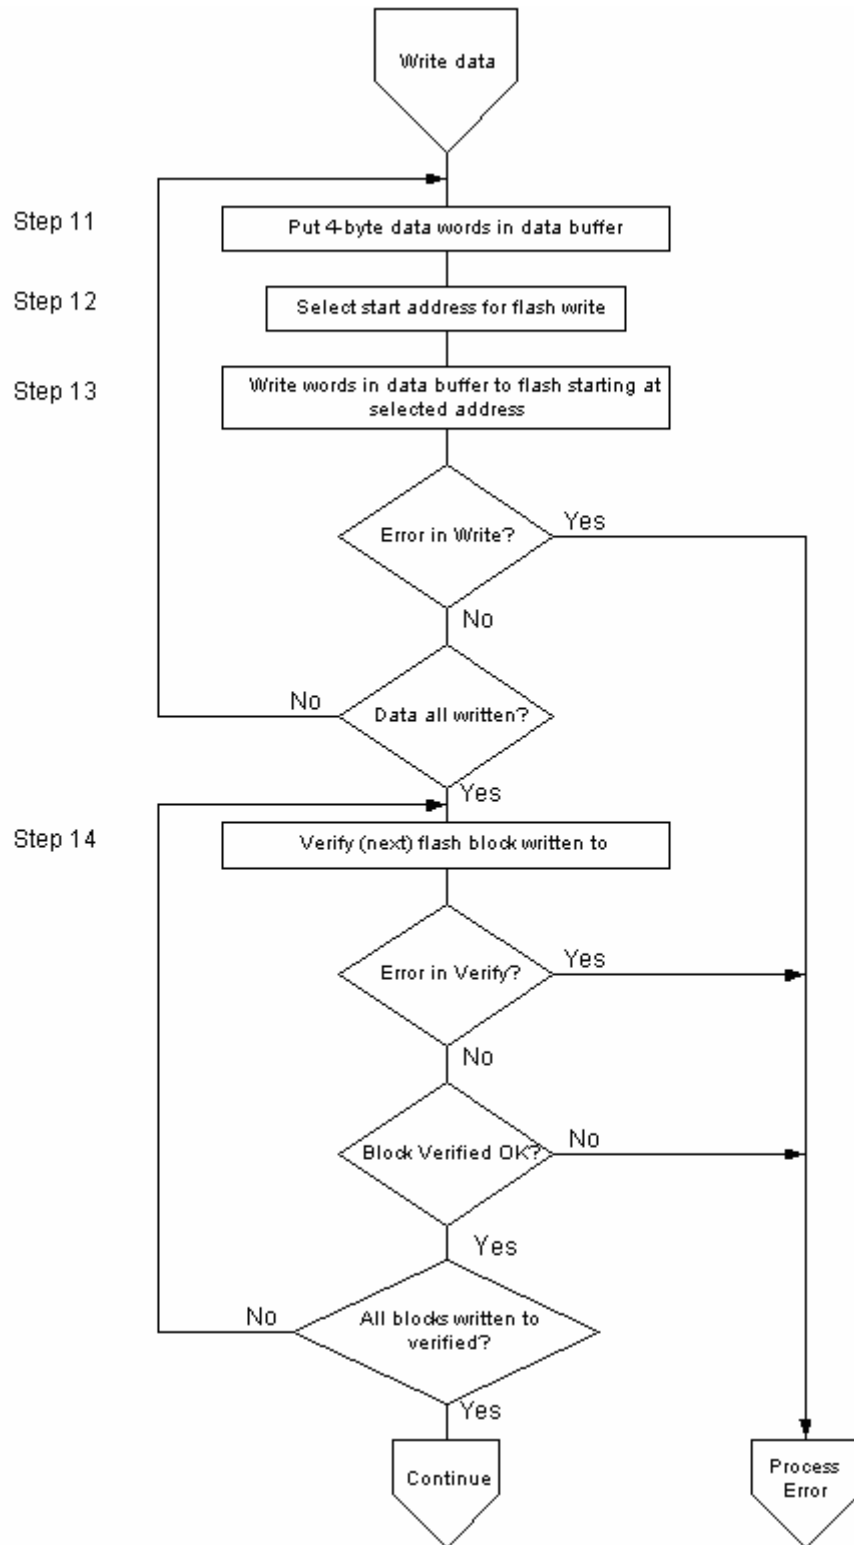 Write data
Step 11
Put 4-byte data words in data buffer
Step 12
Select start address for flash write
Step 13
Write words in data buffer to flash starting at
selected address
Error in Write?
Yes
No
Data all written?
No
Yes
Step 14
Verify (next) flash block written to
Error in Verify?
Yes
No
Block Verified OK?
No
Yes
All blocks written to
verified?
No
Yes
Continue
Process
Error